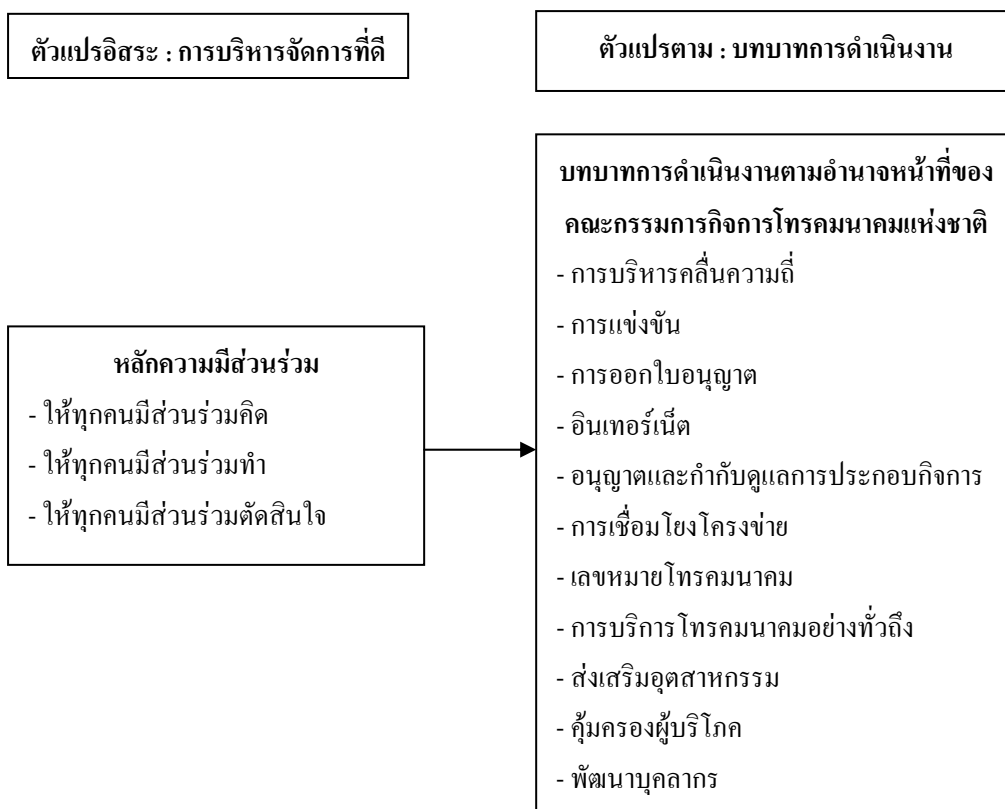 ตัวแปรอิสระ : การบริหารจัดการที่ดี
ตัวแปรตาม : บทบาทการดำเนินงาน
หลักความมีส่วนร่วม
- ให้ทุกคนมีส่วนร่วมคิด
- ให้ทุกคนมีส่วนร่วมทำ
- ให้ทุกคนมีส่วนร่วมตัดสินใจ
บทบาทการดำเนินงานตามอำนาจหน้าที่ของ
คณะกรรมการกิจการโทรคมนาคมแห่งชาติ
- การบริหารคลื่นความถี่
- การแข่งขัน
- การออกใบอนุญาต
- อินเทอร์เน็ต
- อนุญาตและกำกับดูแลการประกอบกิจการ
- การเชื่อมโยงโครงข่าย
- เลขหมายโทรคมนาคม
- การบริการโทรคมนาคมอย่างทั่วถึง
- ส่งเสริมอุตสาหกรรม
- คุ้มครองผู้บริโภค
- พัฒนาบุคลากร